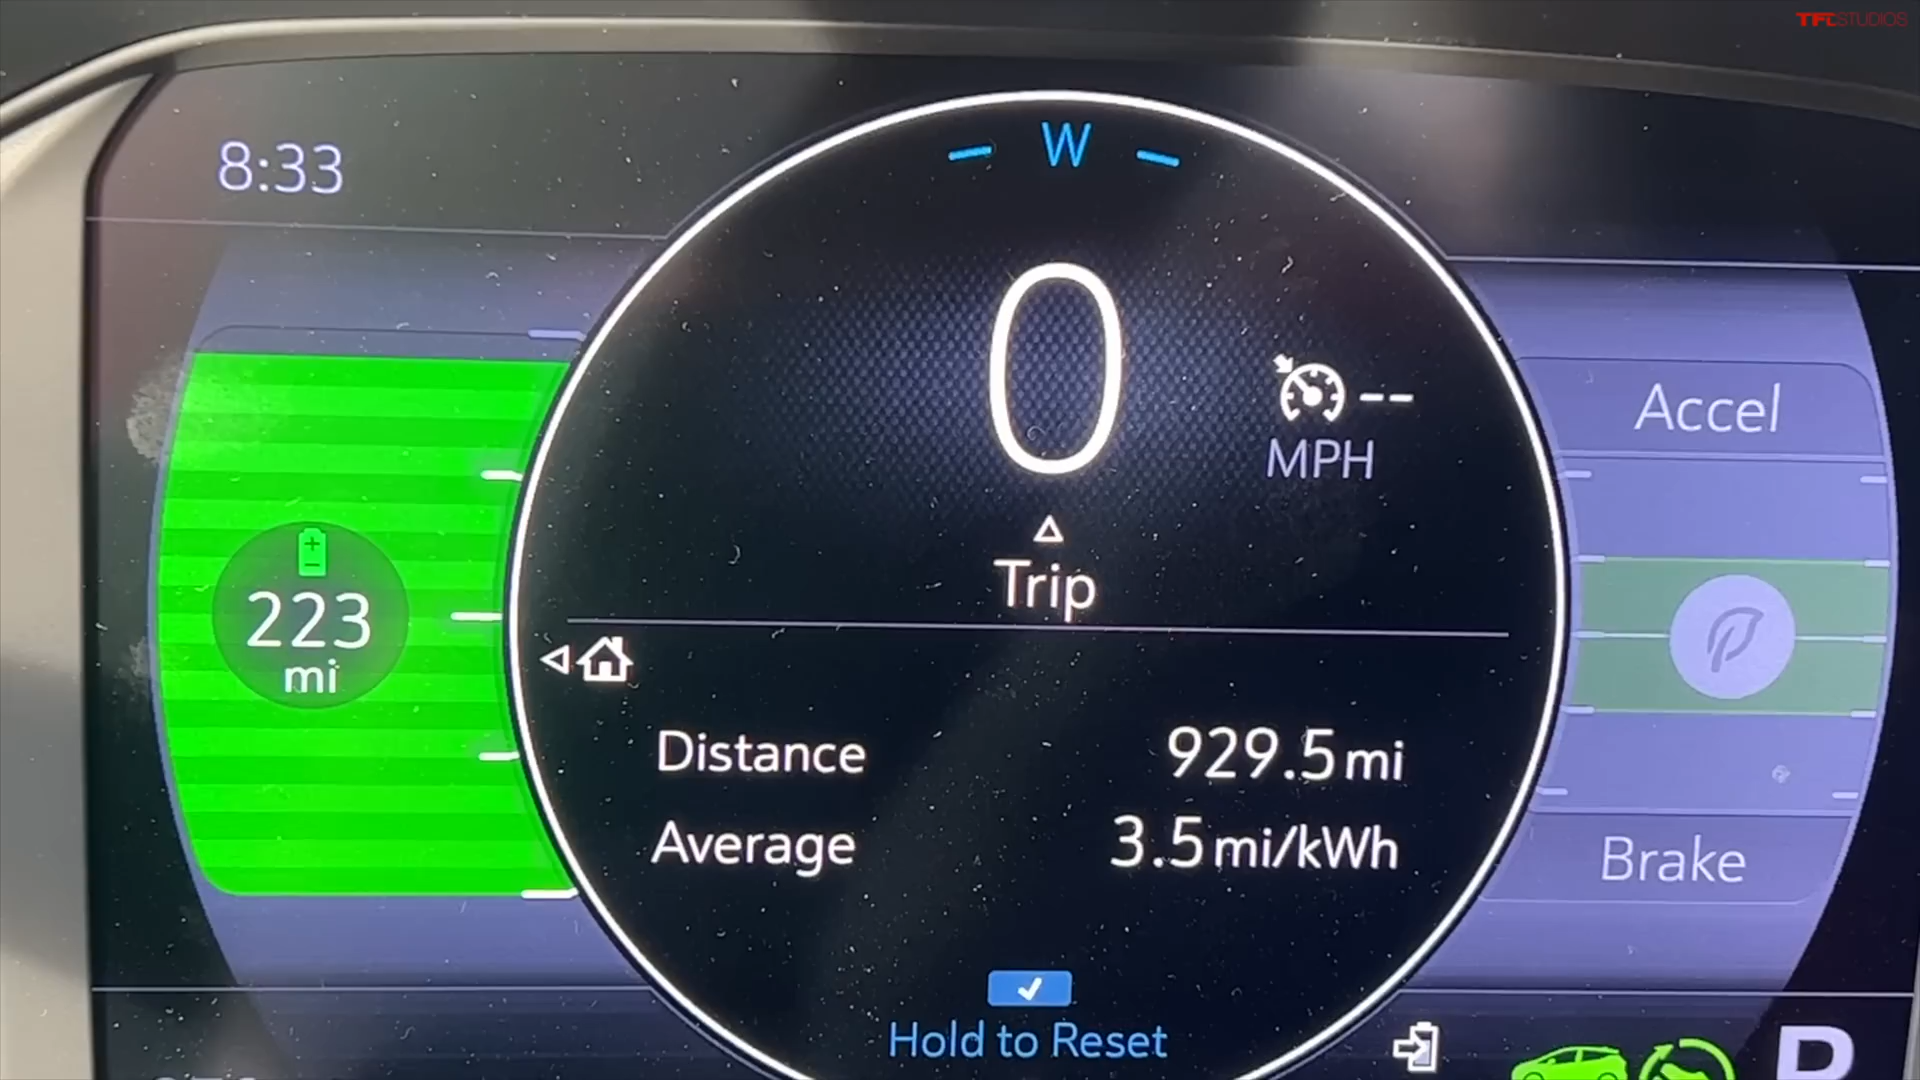 TFLSTUDIOS
8:33
W
0
--
MPH
Accel
Trip
223
mi
Distance 929.5 mi
Average 3.5 mi/kWh
Brake
Hold to Reset
P